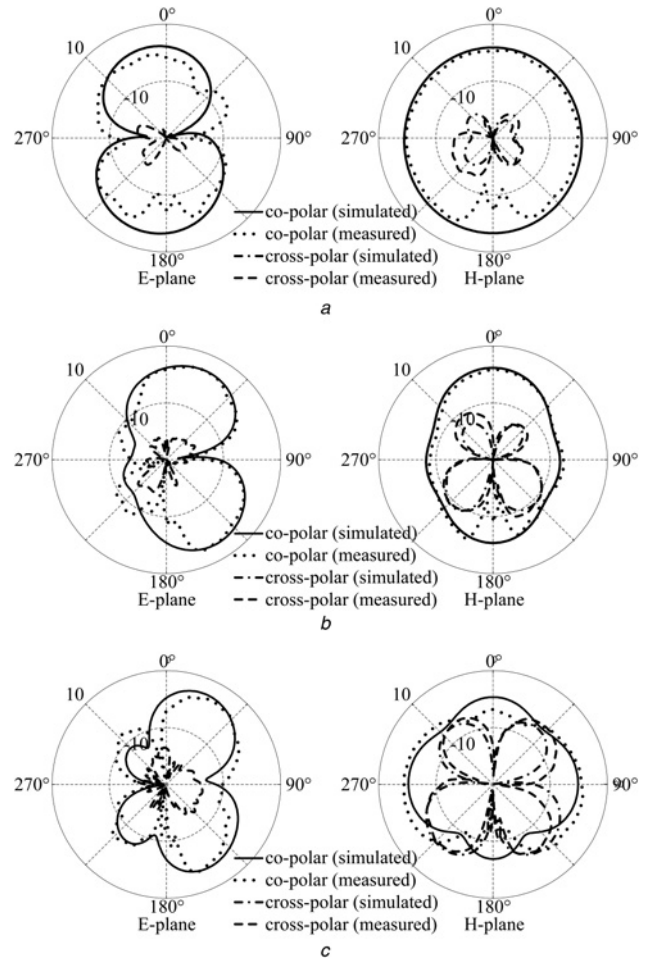 0° 0°
10 10
-10 -10
270° 90° 270° 90°
co-polar (simulated)
co-polar (measured)
180° cross-polar (simulated) 180°
E-plane cross-polar (measured) H-plane
a
0° 0°
10 10
-10 -10
270° 90° 270° 90°
co-polar (simulated)
co-polar (measured)
180° cross-polar (simulated) 180°
E-plane cross-polar (measured) H-plane
b
0° 0°
10 10
-10 -10
270° 90° 270° 90°
co-polar (simulated)
co-polar (measured)
180° cross-polar (simulated) 180°
E-plane cross-polar (measured) H-plane
c